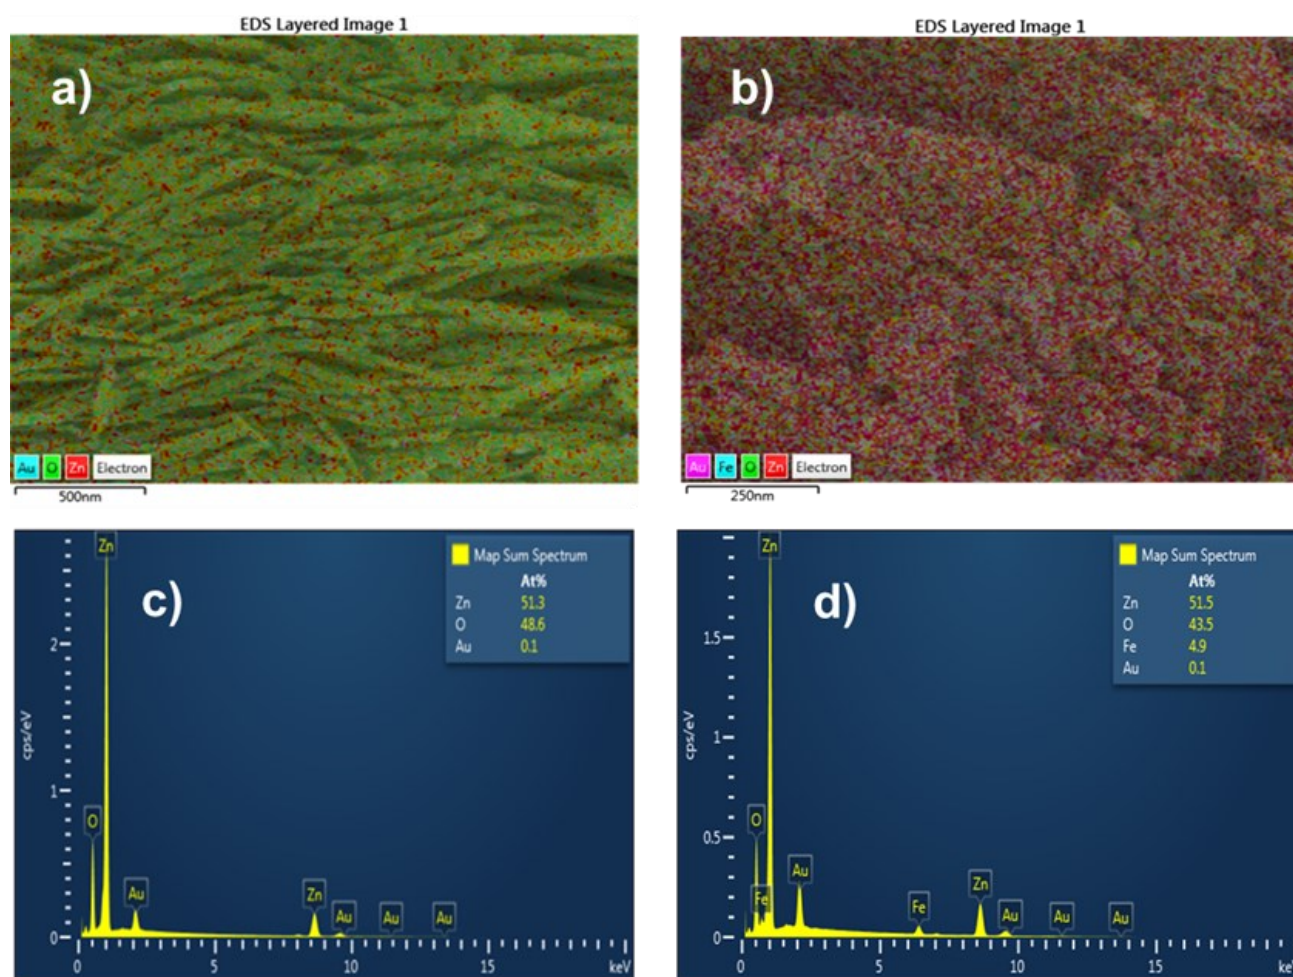 EDS Layered Image 1
a)
Au O Zn Electron
500nm
EDS Layered Image 1
b)
Au Fe O Zn Electron
250nm
c)
Map Sum Spectrum
At%
Zn 51.3
O 48.6
Au 0.1
cps/eV
2
1
0
Zn
O
Au
Zn
Au
Au
Au
0 5 10 15 keV
d)
Map Sum Spectrum
At%
Zn 51.5
O 43.5
Fe 4.9
Au 0.1
cps/eV
1.5
1
0.5
0
Zn
O
Fe
Au
Fe
Zn
Au
Au
Au
0 5 10 15